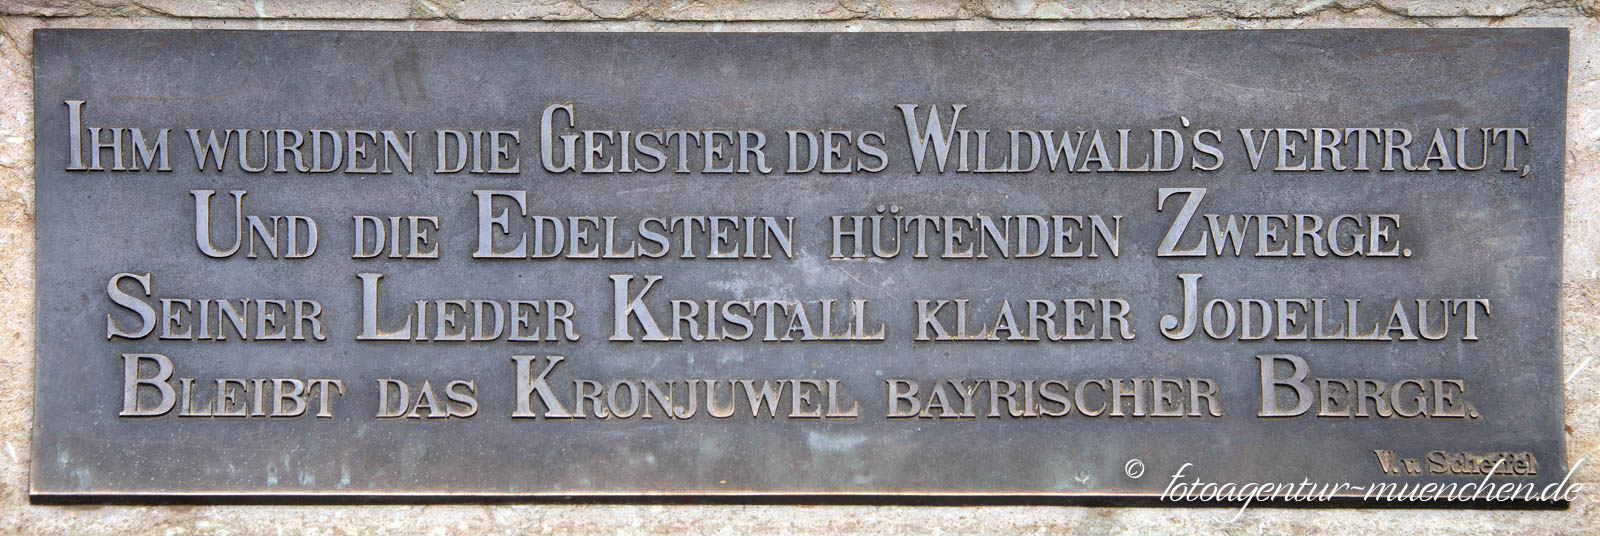 IHM WURDEN DIE GEISTER DES WILDWALD'S VERTRAUT,
UND DIE EDELSTEIN HÜTENDEN ZWERGE.
SEINER LIEDER KRISTALL KLARER JODELLAUT
BLEIBT DAS KRONJUWEL BAYRISCHER BERGE.
V. v. Scheffel
© fotoagentur-muenchen.de